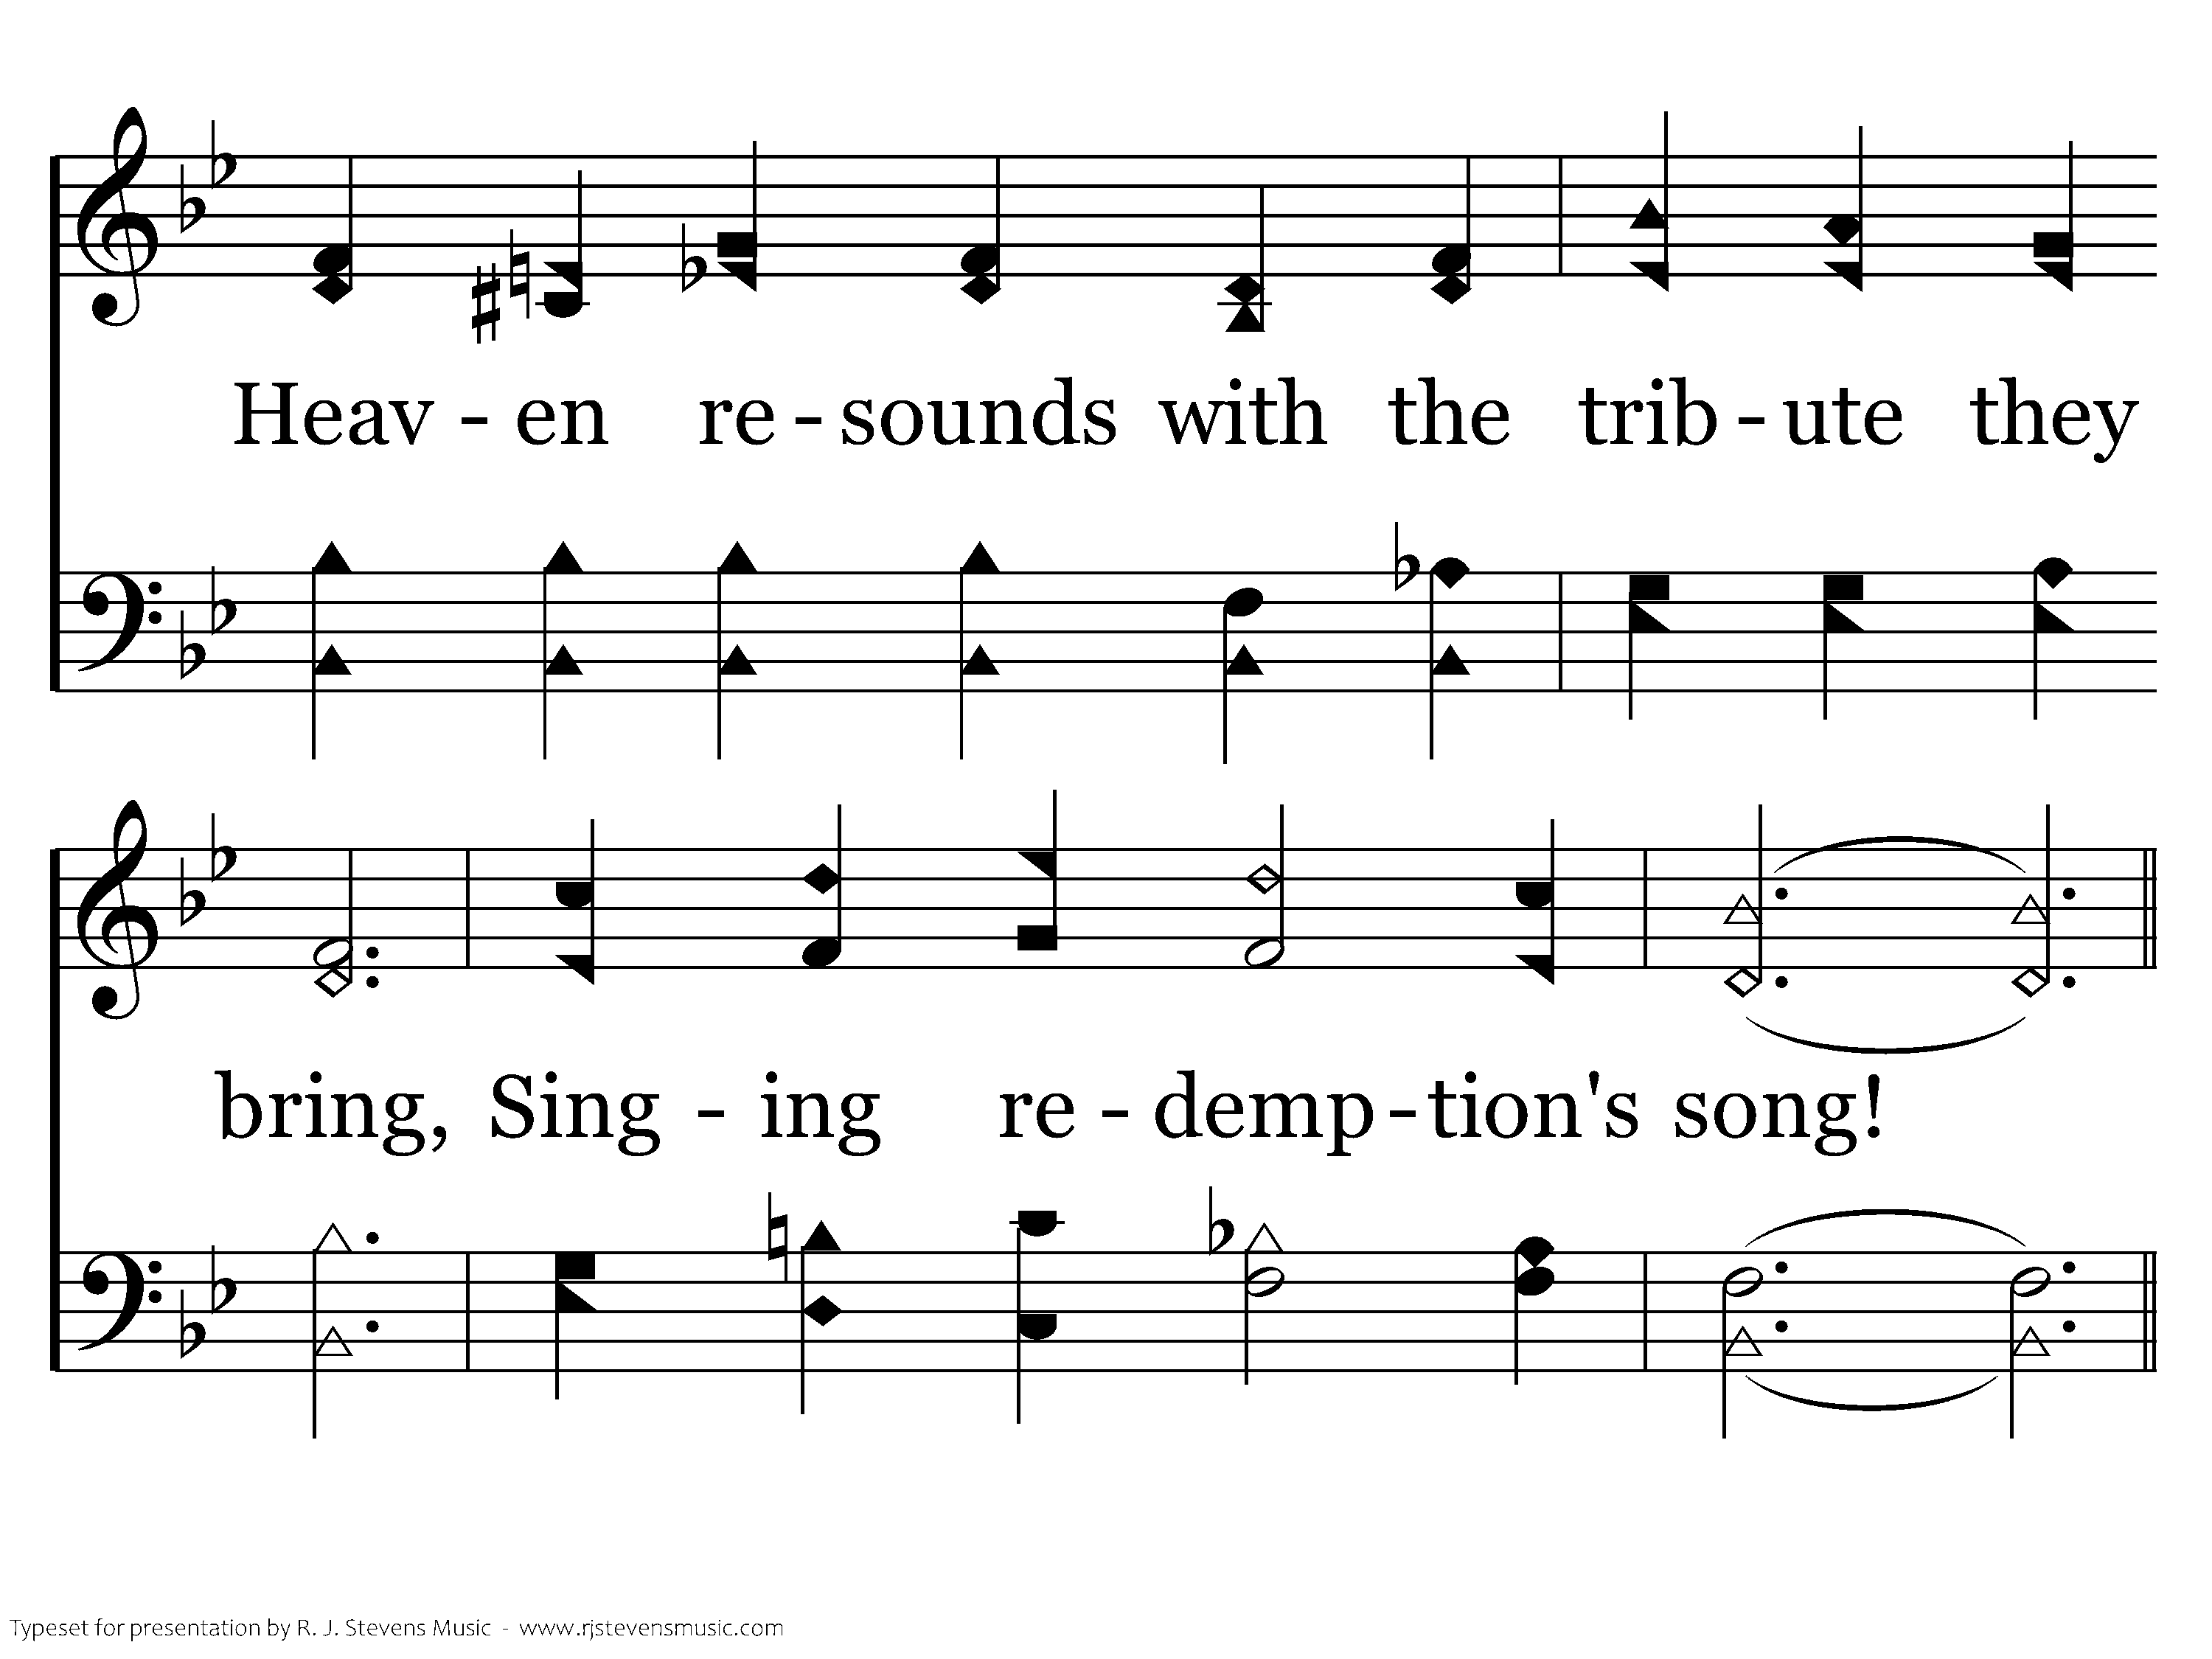 Heav - en re - sounds with the trib - ute they
bring, Sing - ing re - demp - tion's song!
Typeset for presentation by R. J. Stevens Music - www.rjstevensmusic.com